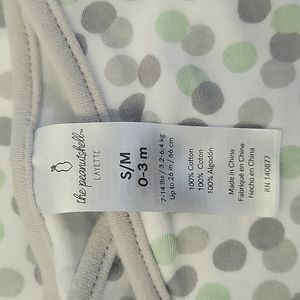 the peanutshell™
LAYETTE
S/M
0-3 m
7-14 lbs / 3.2-6.4 kg
Up to 26 in / 66 cm
100% Cotton
100% Coton
100% Algodón
Made in China
Fabriqué en Chine
Hecho en China
RN 140877